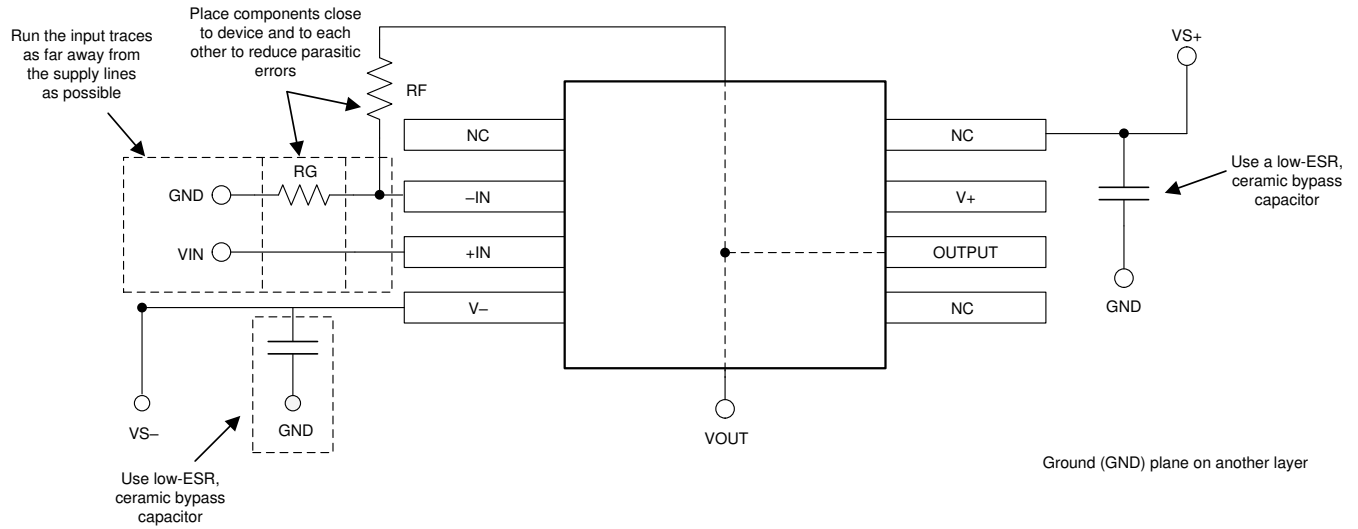 Place components close
to device and to each
other to reduce parasitic
errors
Run the input traces
as far away from
the supply lines
as possible
VS+
RF
NC
NC
Use a low-ESR,
ceramic bypass
capacitor
RG
GND
–IN
V+
VIN
+IN
OUTPUT
GND
V–
NC
VS–
GND
VOUT
Use low-ESR,
ceramic bypass
capacitor
Ground (GND) plane on another layer